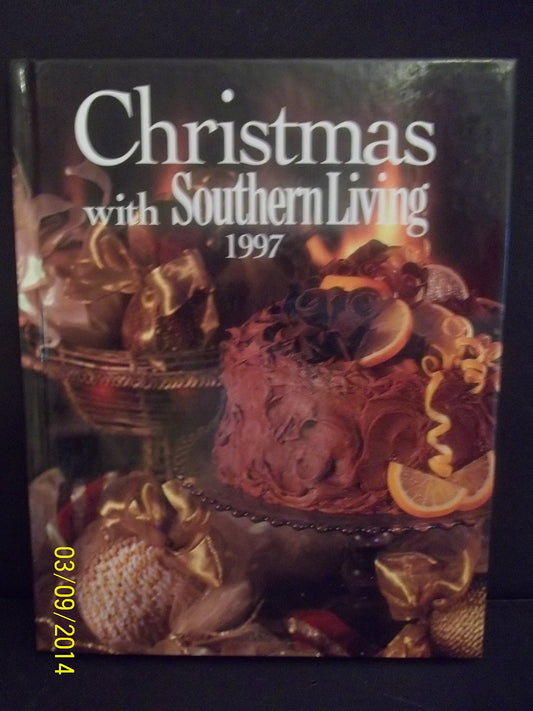 Christmas
with Southern Living
1997
03/09/2014